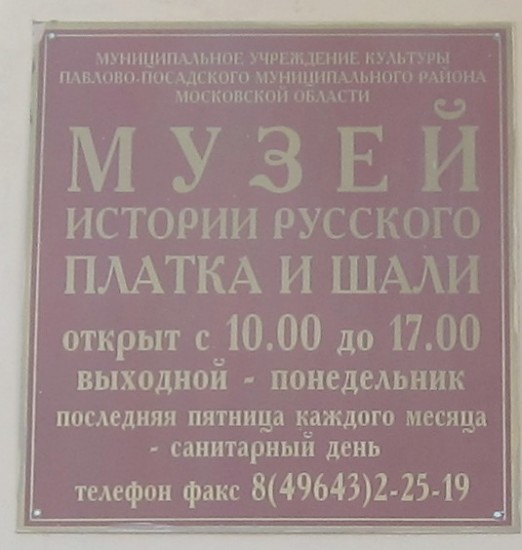 МУНИЦИПАЛЬНОЕ УЧРЕЖДЕНИЕ КУЛЬТУРЫ
ПАВЛОВО-ПОСАДСКОГО МУНИЦИПАЛЬНОГО РАЙОНА
МОСКОВСКОЙ ОБЛАСТИ
МУЗЕЙ
ИСТОРИИ РУССКОГО
ПЛАТКА И ШАЛИ
открыт с 10.00 до 17.00
выходной - понедельник
последняя пятница каждого месяца
- санитарный день
телефон факс 8(49643)2-25-19